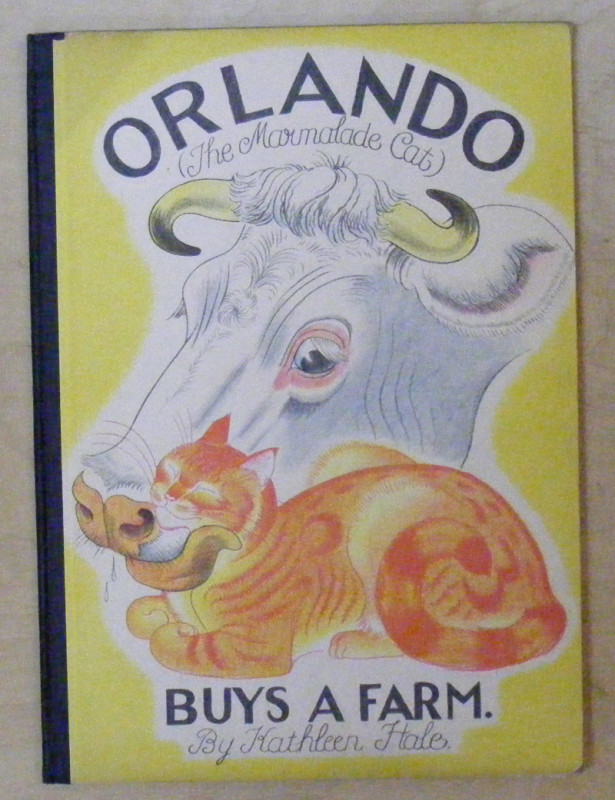 ORLANDO
(The Marmalade Cat)
BUYS A FARM.
By Kathleen Hale.